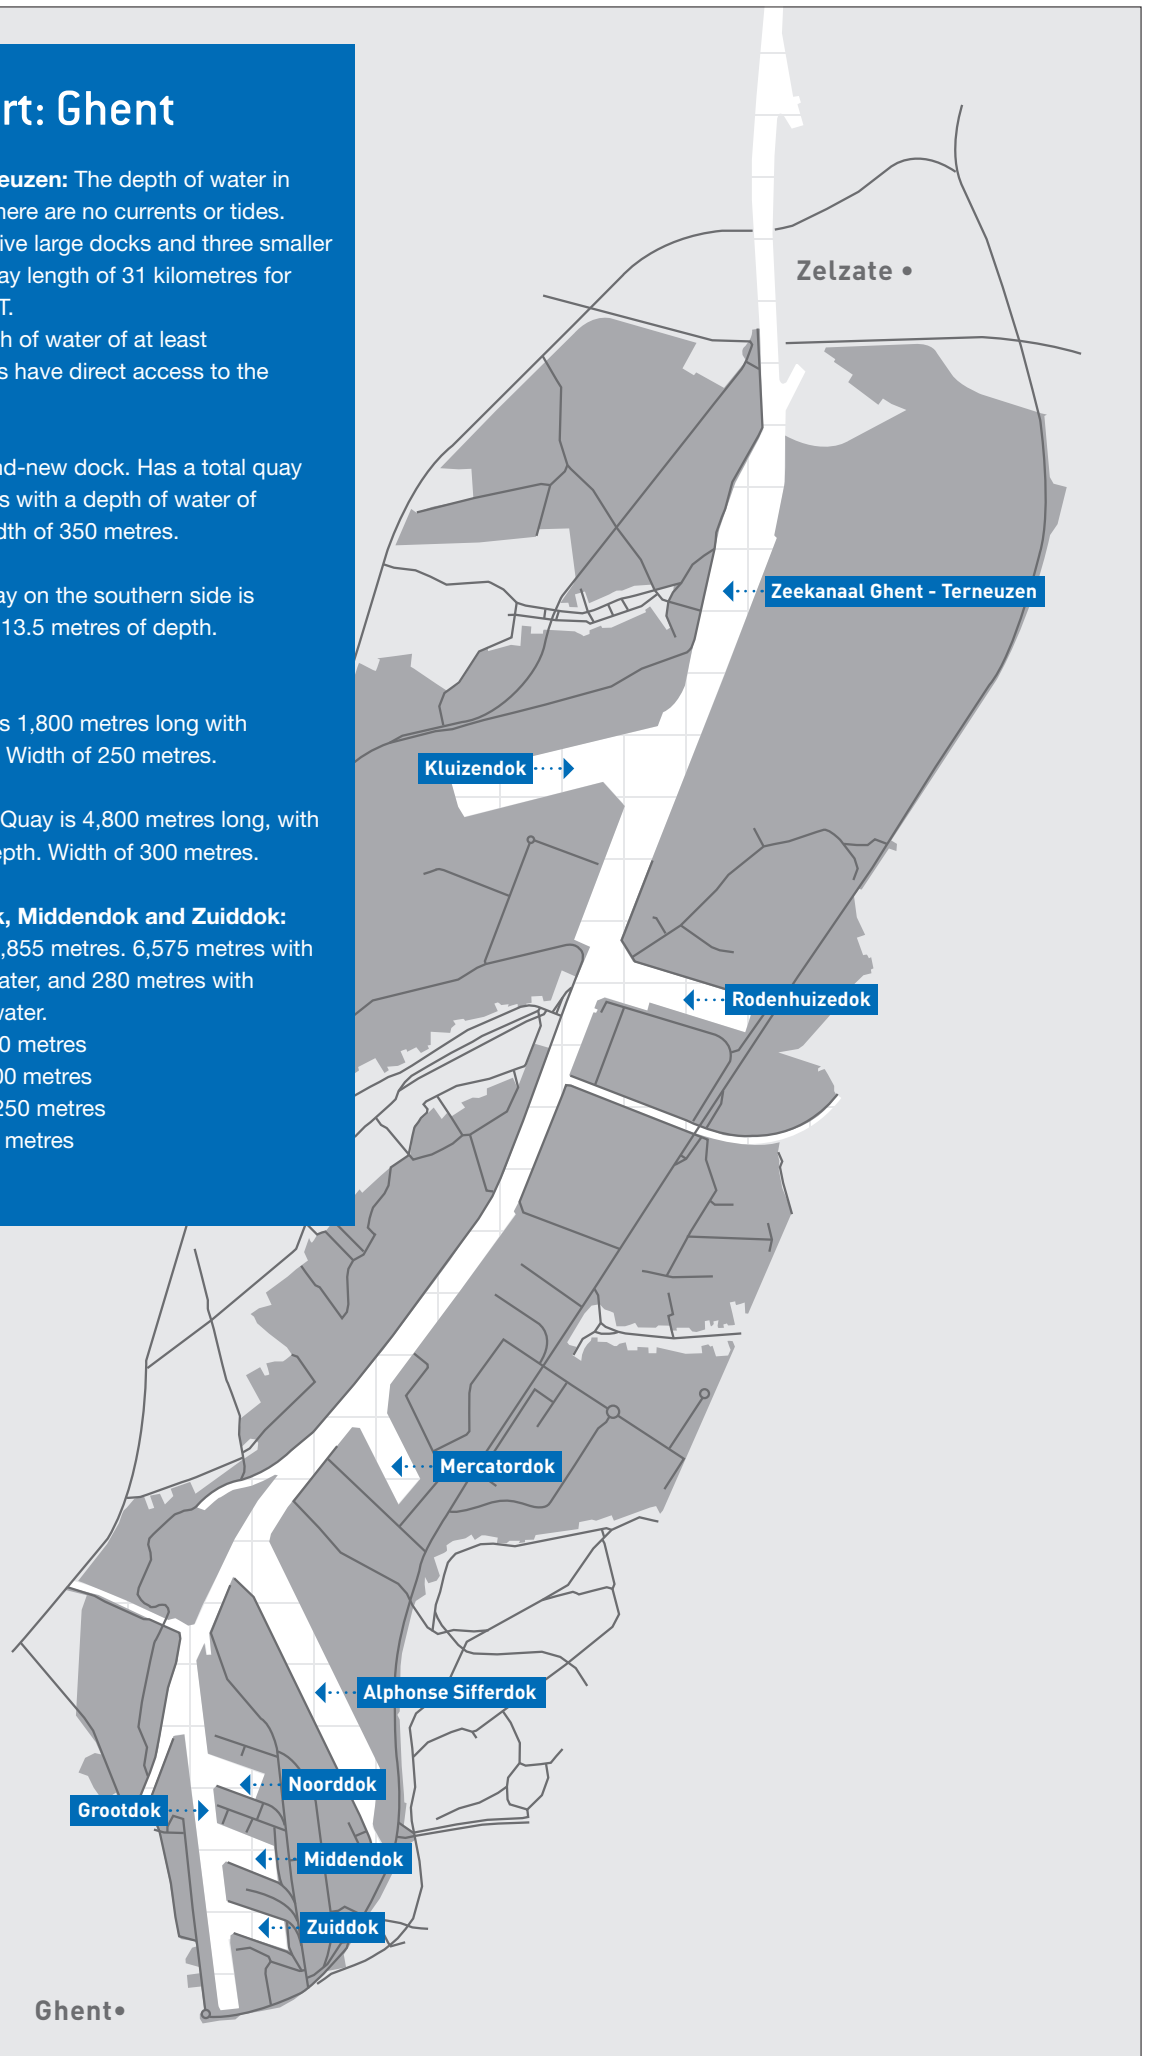 rt: Ghent
euzen: The depth of water in
here are no currents or tides.
ive large docks and three smaller
ay length of 31 kilometres for
T.
h of water of at least
s have direct access to the
nd-new dock. Has a total quay
s with a depth of water of
dth of 350 metres.
ay on the southern side is
13.5 metres of depth.
s 1,800 metres long with
Width of 250 metres.
Quay is 4,800 metres long, with
epth. Width of 300 metres.
k, Middendok and Zuiddok:
,855 metres. 6,575 metres with
ater, and 280 metres with
water.
0 metres
00 metres
250 metres
metres
Zelzate
Zeekanaal Ghent - Terneuzen
Kluizendok
Rodenhuizedok
Mercatordok
Alphonse Sifferdok
Noorddok
Grootdok
Middendok
Zuiddok
Ghent